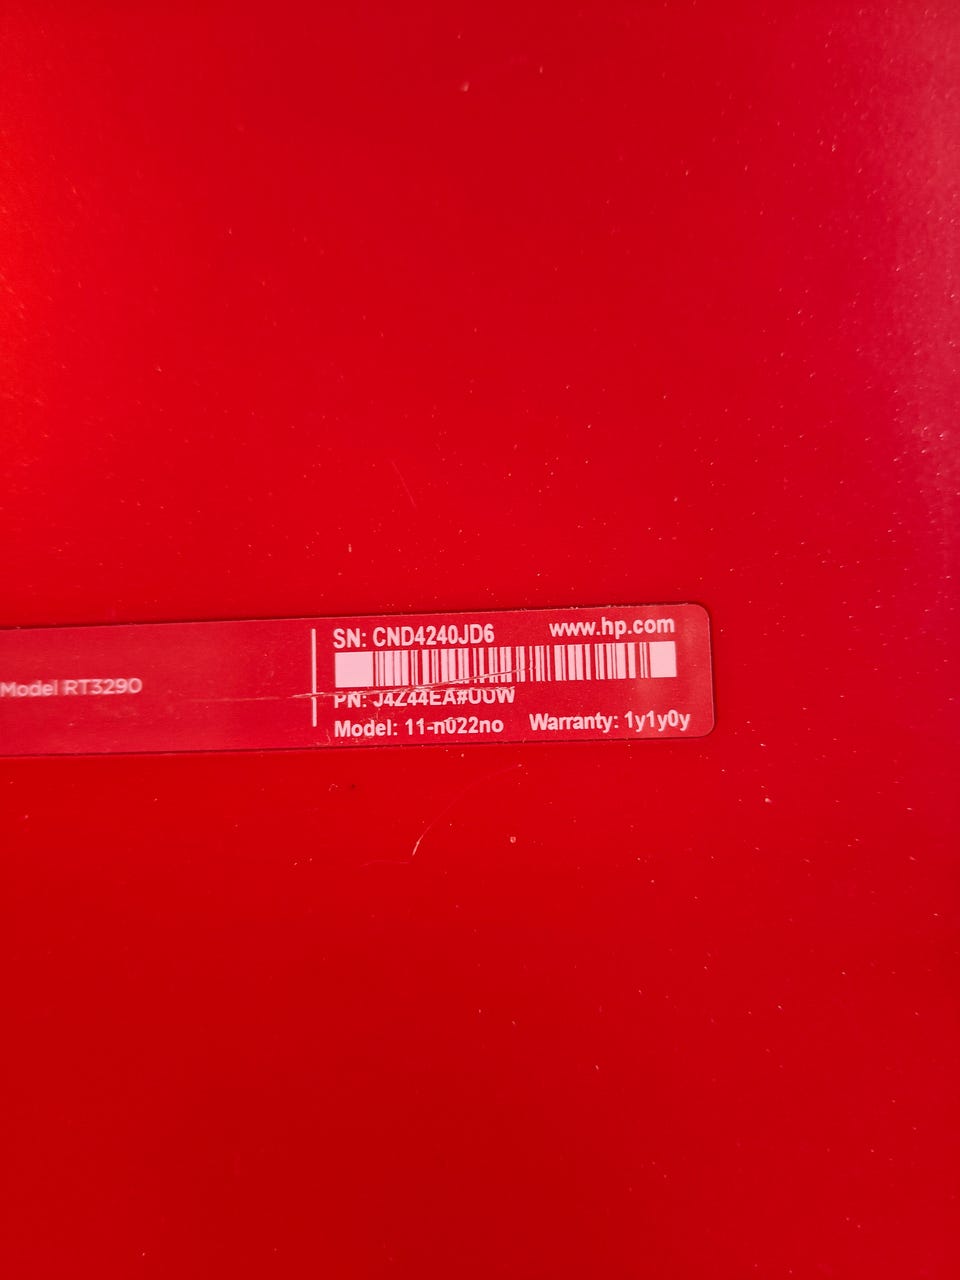 Model RT3290
SN: CND4240JD6 www.hp.com
PN: J4Z44EA#UUW
Model: 11-n022no Warranty: 1y1y0y